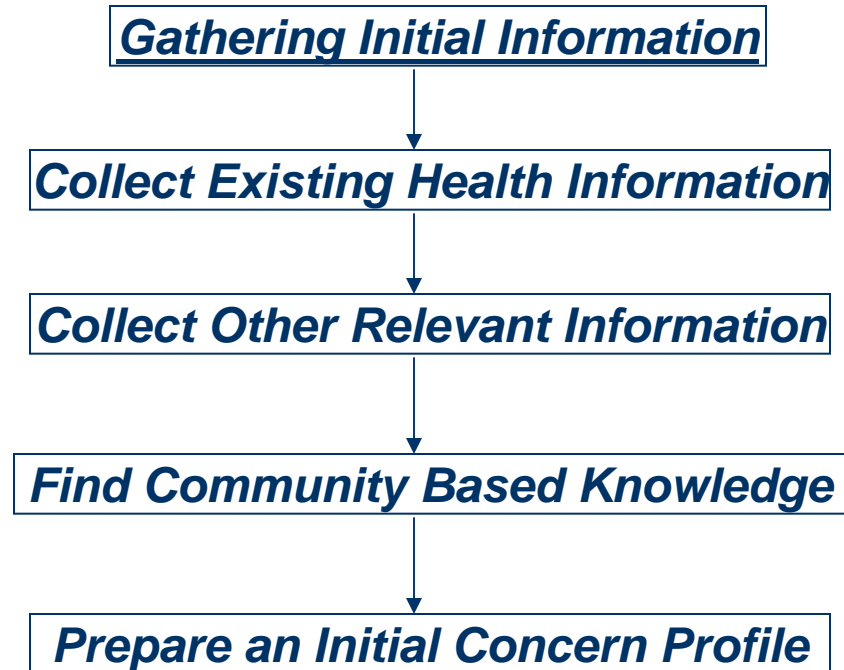 Gathering Initial Information
Collect Existing Health Information
Collect Other Relevant Information
Find Community Based Knowledge
Prepare an Initial Concern Profile